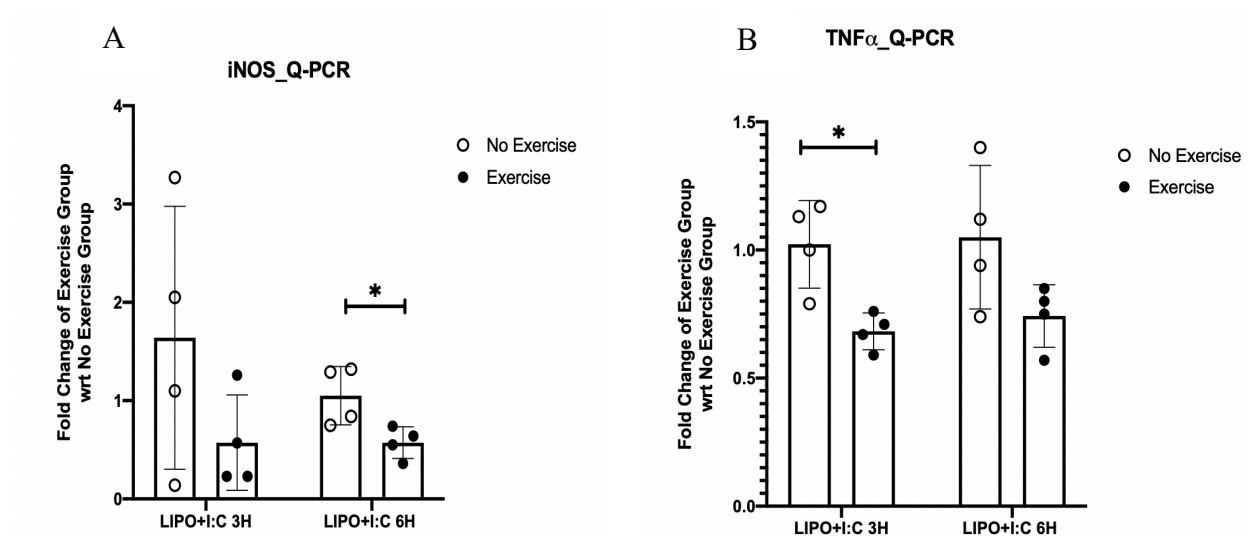 A
iNOS_Q-PCR
4
3
2
1
0
Fold Change of Exercise Group
wrt No Exercise Group
No Exercise
Exercise
*
LIPO+I:C 3H
LIPO+I:C 6H
B
TNFα_Q-PCR
1.5
1.0
0.5
0.0
Fold Change of Exercise Group
wrt No Exercise Group
*
No Exercise
Exercise
LIPO+I:C 3H
LIPO+I:C 6H